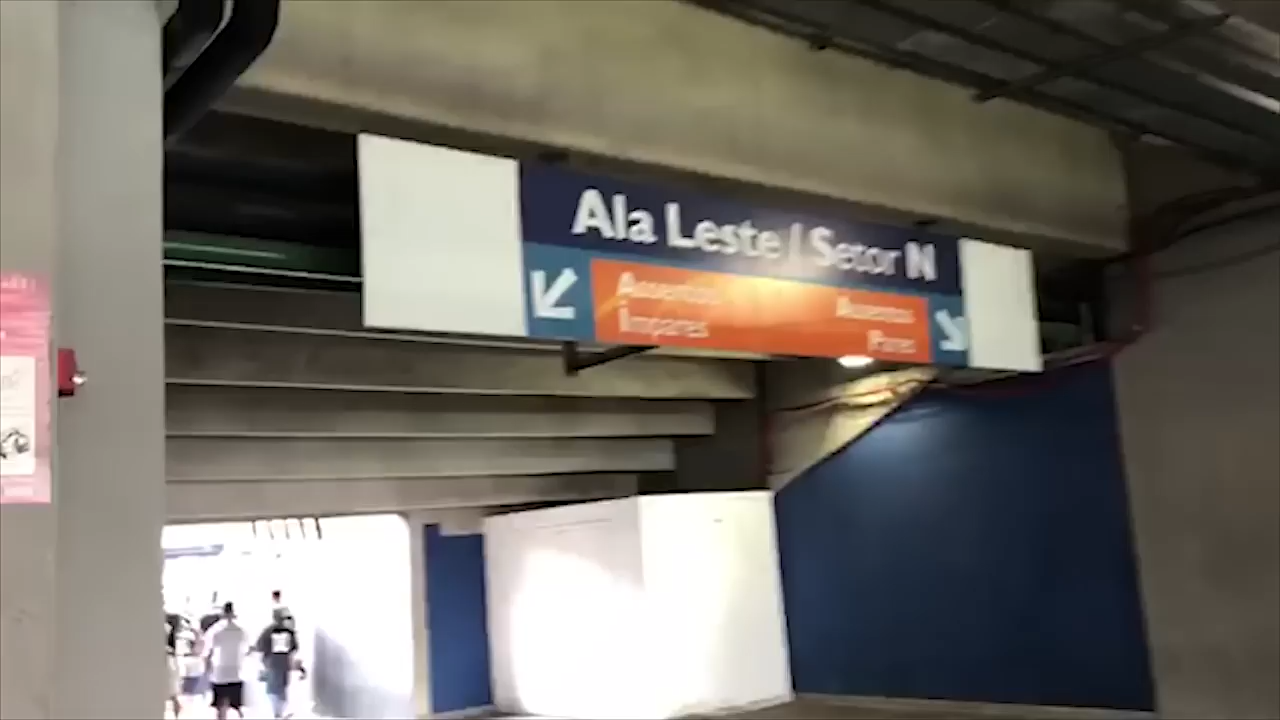 Ala Leste / Setor N
Assentos
Ímpares
Assentos
Pares